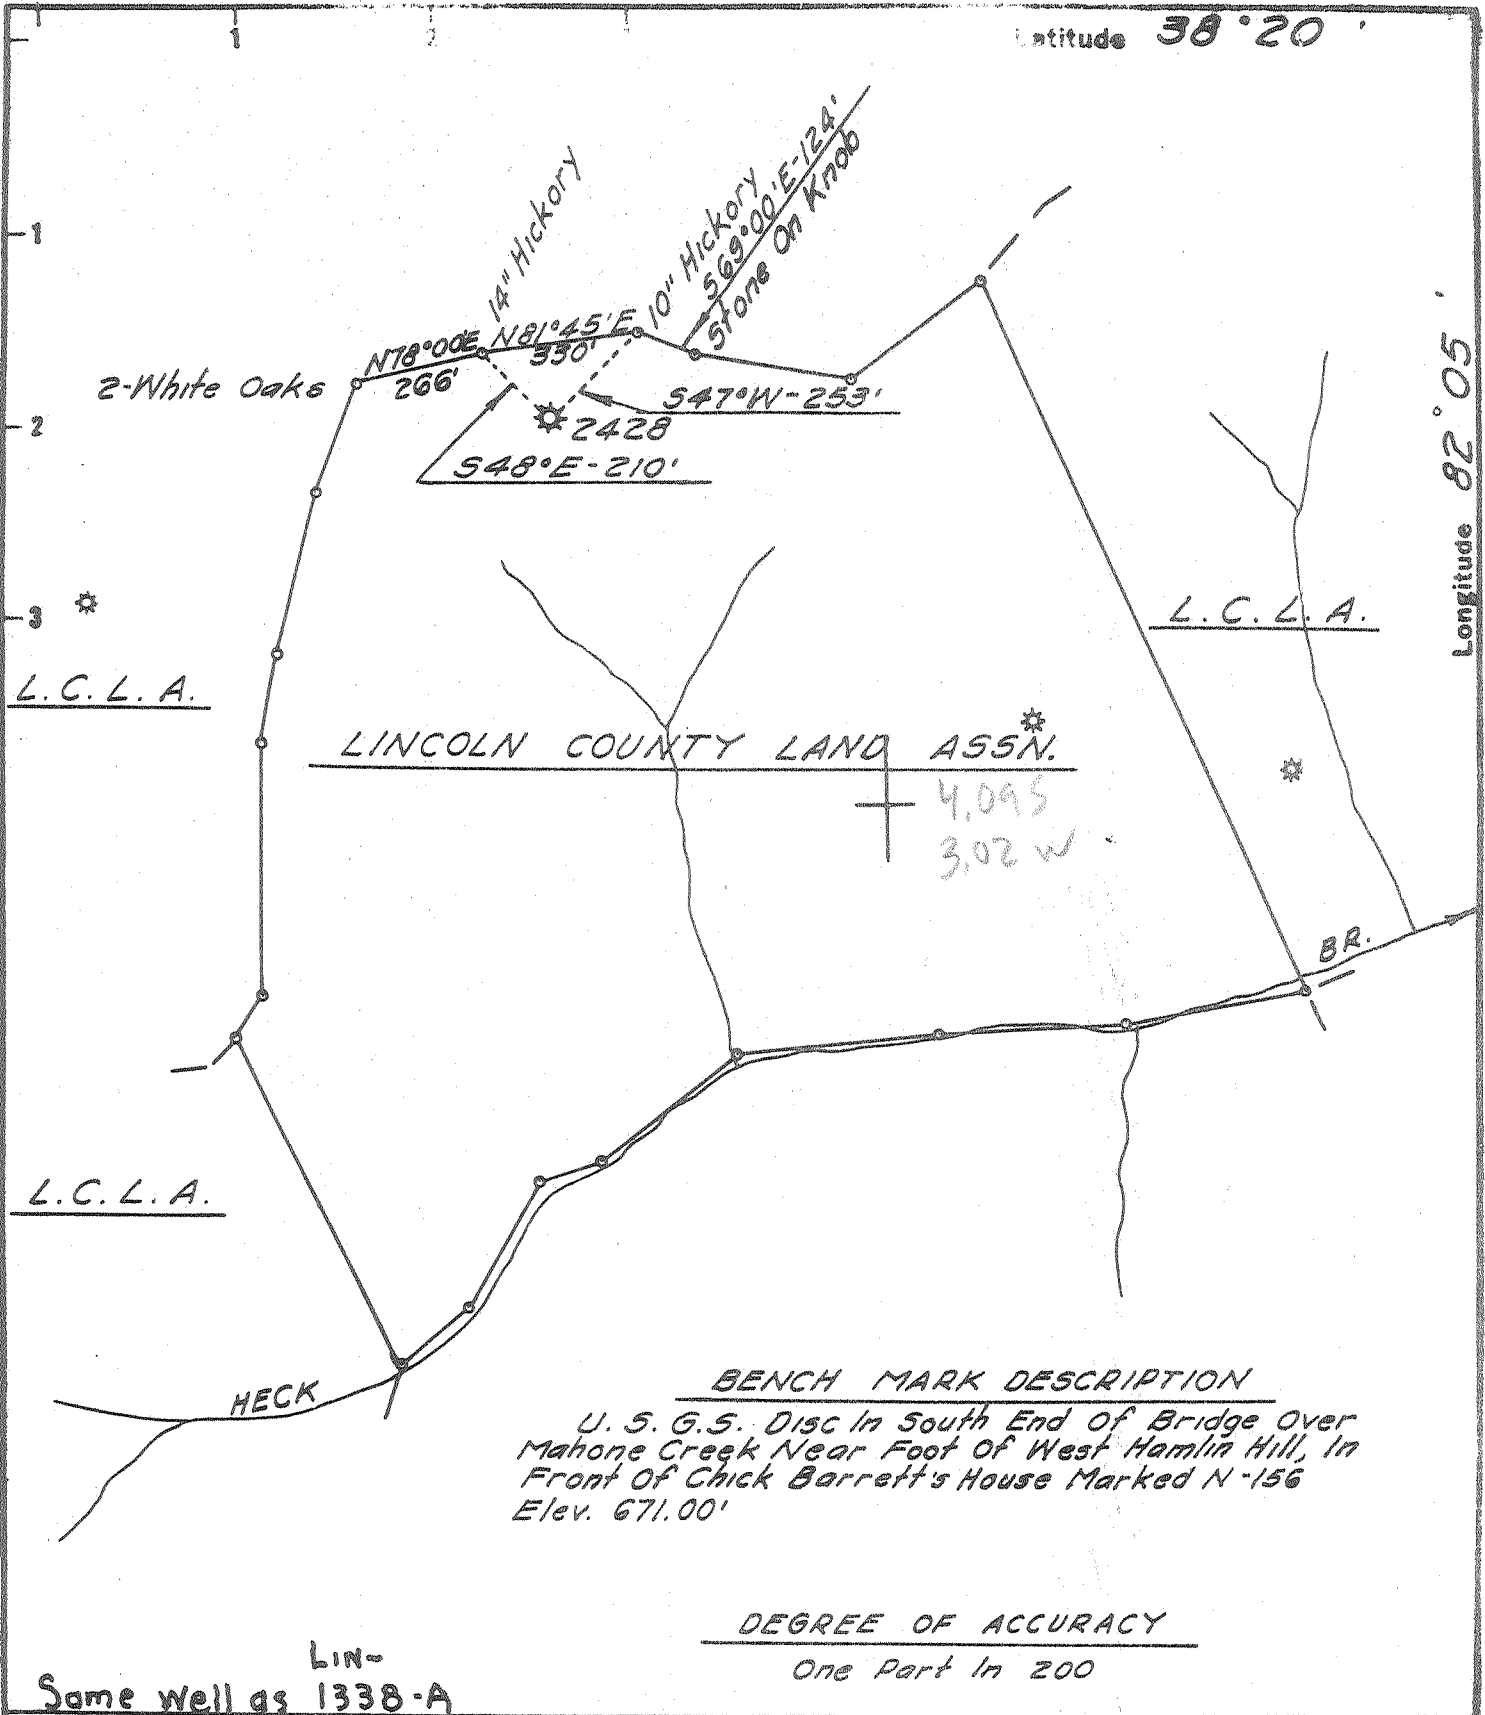 1
2
Latitude 38°20'
14" Hickory
10" Hickory
S69°00'E-124'
Stone On Knob
1
N78°00'E
266'
N81°45'E
330'
2-White Oaks
S47°W-253'
2
2428
S48°E-210'
Longitude 82°05'
3
L.C.L.A.
L.C.L.A.
LINCOLN COUNTY LAND ASSN.
4.09S
3.02 W
BR.
L.C.L.A.
HECK
BENCH MARK DESCRIPTION
U.S.G.S. Disc In South End Of Bridge Over
Mahone Creek Near Foot Of West Hamlin Hill, In
Front Of Chick Barrett's House Marked N-156
Elev. 671.00'
DEGREE OF ACCURACY
One Part In 200
LIN-
Same well as 1338-A